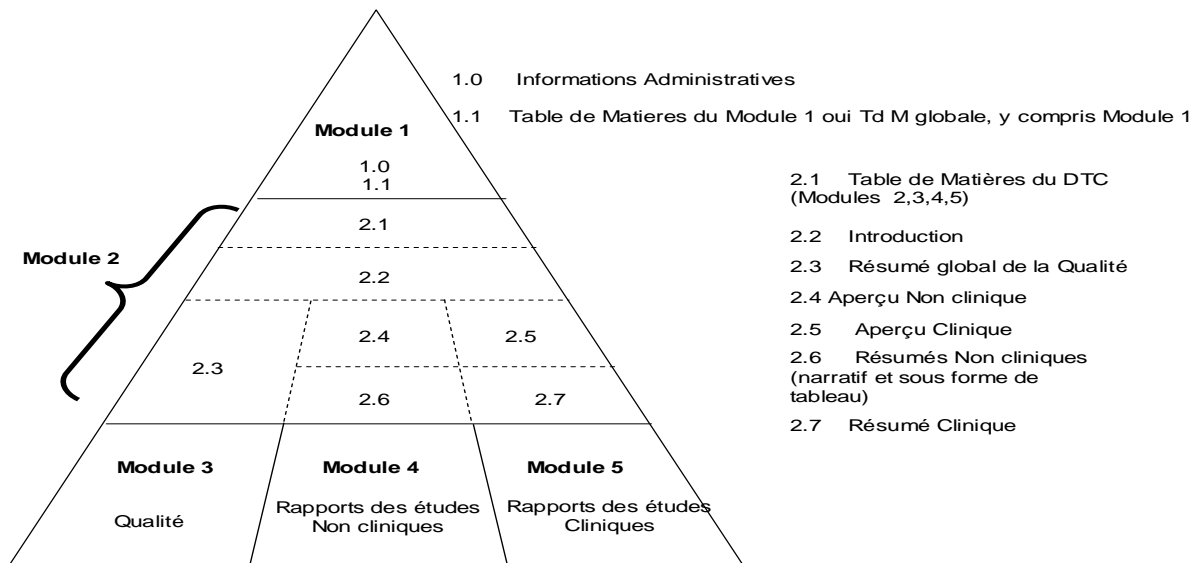 1.0 Informations Administratives
1.1 Table de Matieres du Module 1 oui Td M globale, y compris Module 1
Module 1
1.0
1.1
2.1 Table de Matières du DTC
(Modules 2,3,4,5)
2.2 Introduction
2.3 Résumé global de la Qualité
2.4 Aperçu Non clinique
2.5 Aperçu Clinique
2.6 Résumés Non cliniques
(narratif et sous forme de
tableau)
2.7 Résumé Clinique
Module 2
2.1
2.2
2.3
2.4
2.5
2.6
2.7
Module 3
Qualité
Module 4
Rapports des études
Non cliniques
Module 5
Rapports des études
Cliniques